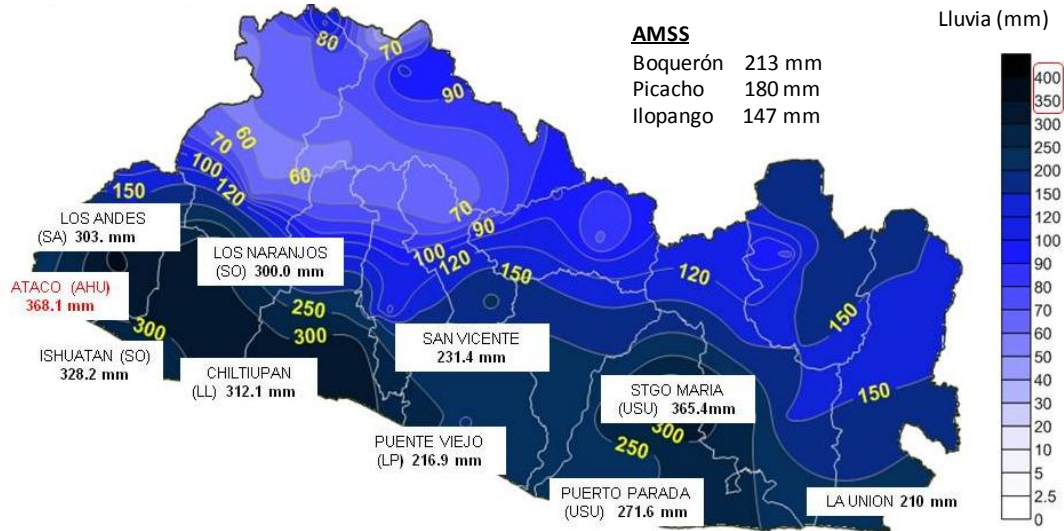 Lluvia (mm)
AMSS
Boquerón 213 mm
Picacho 180 mm
Ilopango 147 mm
80
70
90
60
70
60
100
120
150
70
90
100
120
150
120
LOS ANDES
(SA) 303. mm
LOS NARANJOS
(SO) 300.0 mm
ATACO (AHU)
368.1 mm
300
250
300
150
ISHUATAN (SO)
328.2 mm
CHILTIUPAN
(LL) 312.1 mm
SAN VICENTE
231.4 mm
STGO MARIA
(USU) 365.4mm
300
250
150
PUENTE VIEJO
(LP) 216.9 mm
PUERTO PARADA
(USU) 271.6 mm
LA UNION 210 mm
400
350
300
200
150
120
100
90
80
70
60
50
40
30
20
10
5
2.5
0